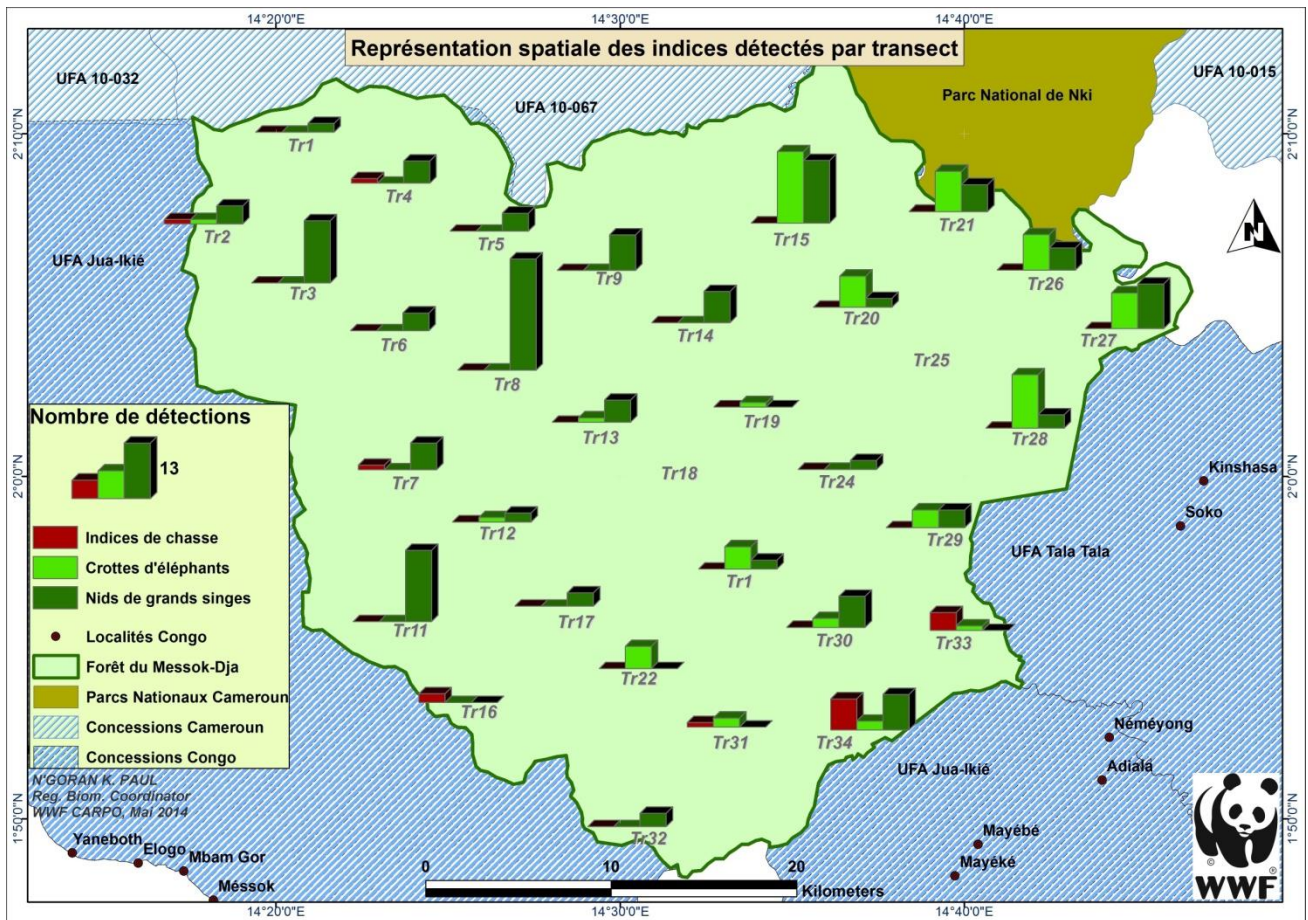 14°20'0"E
14°30'0"E
14°40'0"E
Représentation spatiale des indices détectés par transect
UFA 10-032
UFA 10-067
Parc National de Nki
UFA 10-015
2°10'0"N
2°10'0"N
Tr1
Tr4
Tr2
Tr5
Tr15
Tr21
N
UFA Jua-Ikié
Tr3
Tr9
Tr26
Tr6
Tr14
Tr20
Tr27
Tr8
Tr25
Nombre de détections
13
Tr13
Tr19
Tr28
Tr7
Tr18
Tr24
Kinshasa
2°0'0"N
2°0'0"N
Soko
Tr12
Tr29
UFA Tala Tala
Indices de chasse
Crottes d'éléphants
Nids de grands singes
Tr1
Tr11
Tr17
Tr30
Tr33
Localités Congo
Forêt du Messok-Dja
Parcs Nationaux Cameroun
Concessions Cameroun
Concessions Congo
Tr22
Tr16
Tr31
Tr34
Néméyong
UFA Jua-Ikié
Adiala
N'GORAN K. PAUL
Reg. Biom. Coordinator
WWF CARPO, Mai 2014
1°50'0"N
1°50'0"N
Tr32
Yaneboth
Elogo
Mbam Gor
Méssok
Mayébé
Mayéké
0
10
20
Kilometers
©
®
WWF
14°20'0"E
14°30'0"E
14°40'0"E